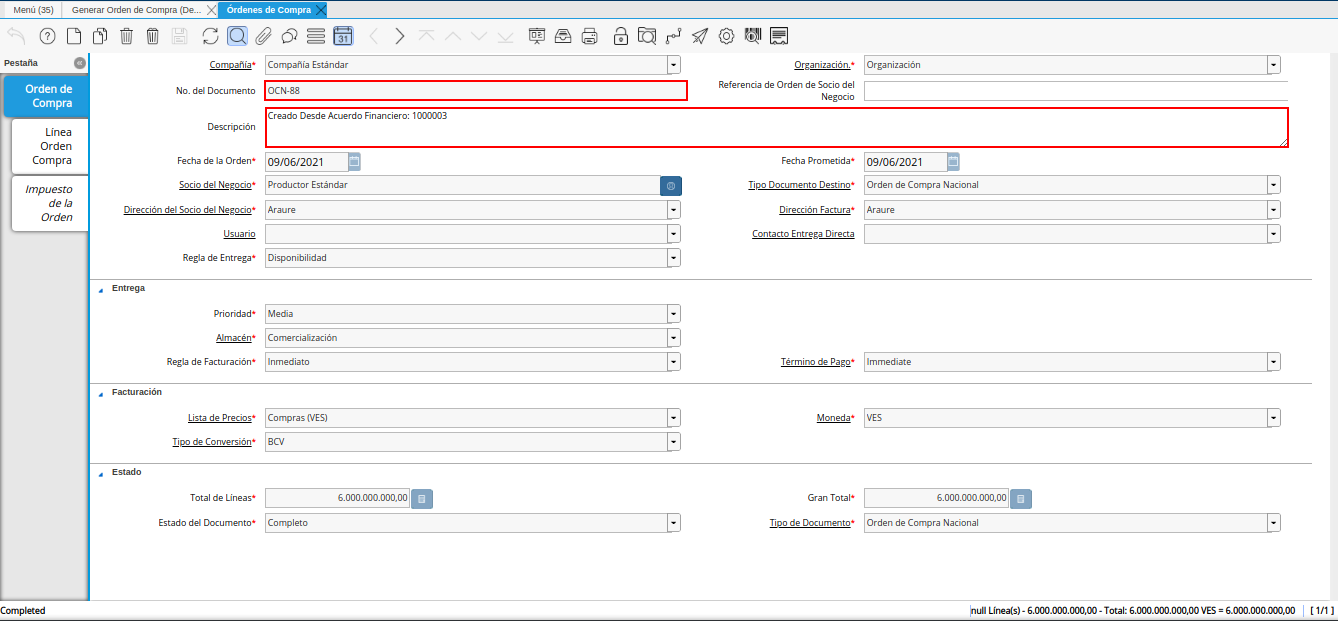 Menú (35) Generar Orden de Compra (De... Órdenes de Compra
31
Pestaña
Orden de
Compra
Línea
Orden
Compra
Impuesto
de la
Orden
Compañía* Compañía Estándar Organización.* Organización
No. del Documento OCN-88 Referencia de Orden de Socio del
Negocio
Descripción Creado Desde Acuerdo Financiero: 1000003
Fecha de la Orden* 09/06/2021 Fecha Prometida* 09/06/2021
Socio del Negocio* Productor Estándar Tipo Documento Destino* Orden de Compra Nacional
Dirección del Socio del Negocio* Araure Dirección Factura* Araure
Usuario Contacto Entrega Directa
Regla de Entrega* Disponibilidad
Entrega
Prioridad* Media
Almacén* Comercialización
Regla de Facturación* Inmediato Término de Pago* Immediate
Facturación
Lista de Precios* Compras (VES) Moneda* VES
Tipo de Conversión* BCV
Estado
Total de Líneas* 6.000.000.000,00 Gran Total* 6.000.000.000,00
Estado del Documento* Completo Tipo de Documento* Orden de Compra Nacional
Completed null Línea(s) - 6.000.000.000,00 - Total: 6.000.000.000,00 VES = 6.000.000.000,00 [ 1/1 ]